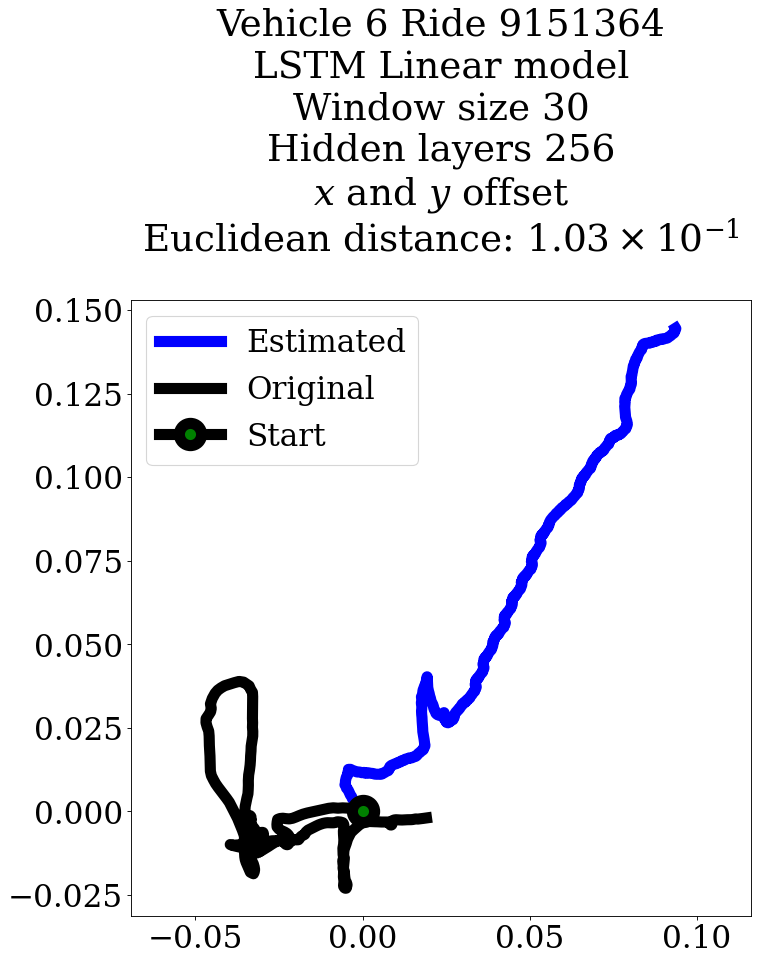 Vehicle 6 Ride 9151364
LSTM Linear model
Window size 30
Hidden layers 256
x and y offset
Euclidean distance: 1.03 × 10⁻¹
Estimated
Original
Start
0.150
0.125
0.100
0.075
0.050
0.025
0.000
−0.025
−0.05 0.00 0.05 0.10